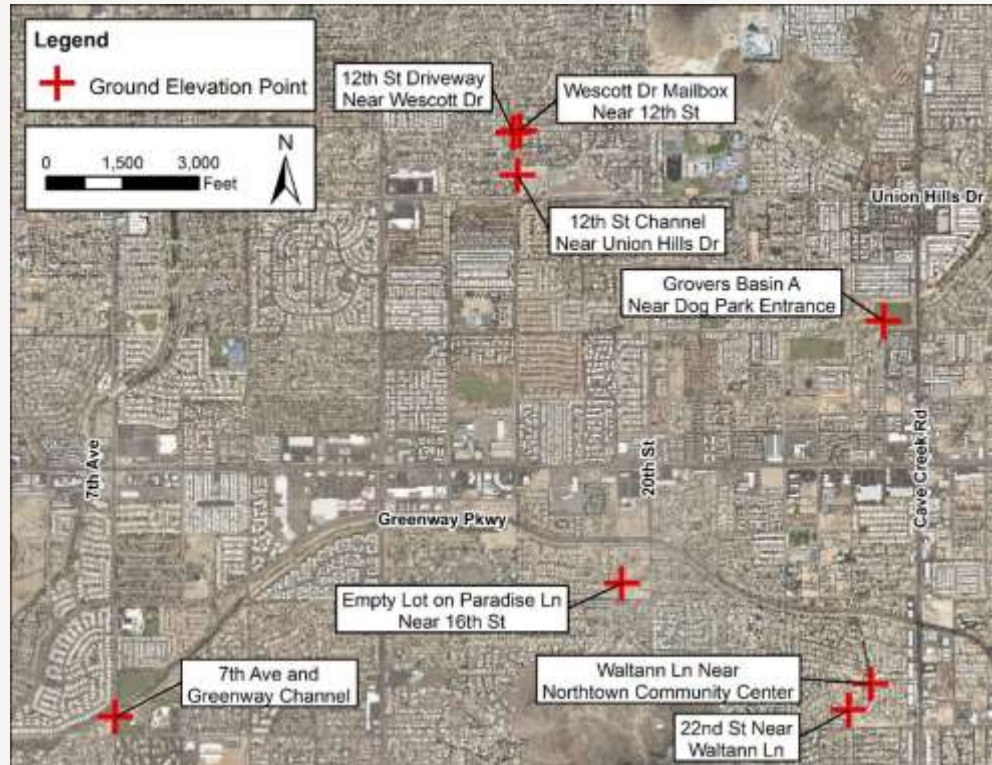 Legend
Ground Elevation Point
N
0 1,500 3,000
Feet
12th St Driveway
Near Wescott Dr
Wescott Dr Mailbox
Near 12th St
12th St Channel
Near Union Hills Dr
Union Hills Dr
Grovers Basin A
Near Dog Park Entrance
7th Ave
20th St
Cave Creek Rd
Greenway Pkwy
Empty Lot on Paradise Ln
Near 16th St
7th Ave and
Greenway Channel
Waltann Ln Near
Northtown Community Center
22nd St Near
Waltann Ln